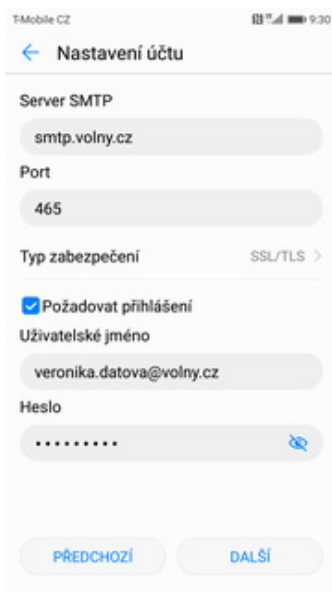 T-Mobile CZ 9:30
Nastavení účtu
Server SMTP
smtp.volny.cz
Port
465
Typ zabezpečení SSL/TLS
Požadovat přihlášení
Uživatelské jméno
veronika.datova@volny.cz
Heslo
•••••••••
PŘEDCHOZÍ DALŠÍ